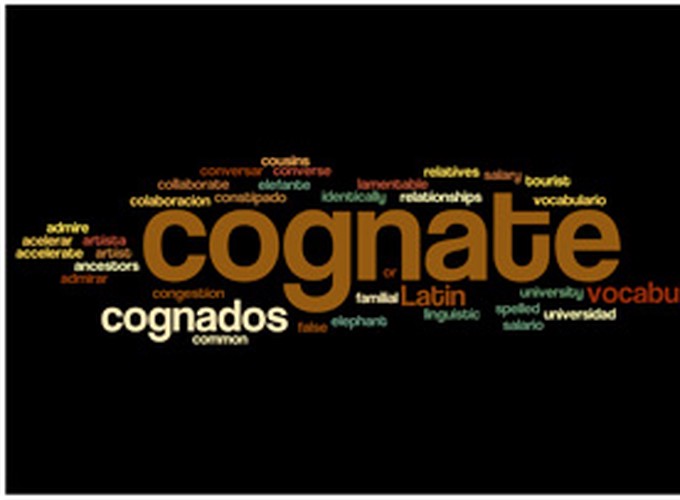 cousins
conversar converse relatives salary tourist
collaborate elefante lamentable
colaboracion constipado identically relationships vocabulario
admire
acelerar artista
accelerate artist
ancestors
admirar
cognate
or
congestion familial Latin university vocabu
cognados false elephant linguistic spelled universidad
common salario